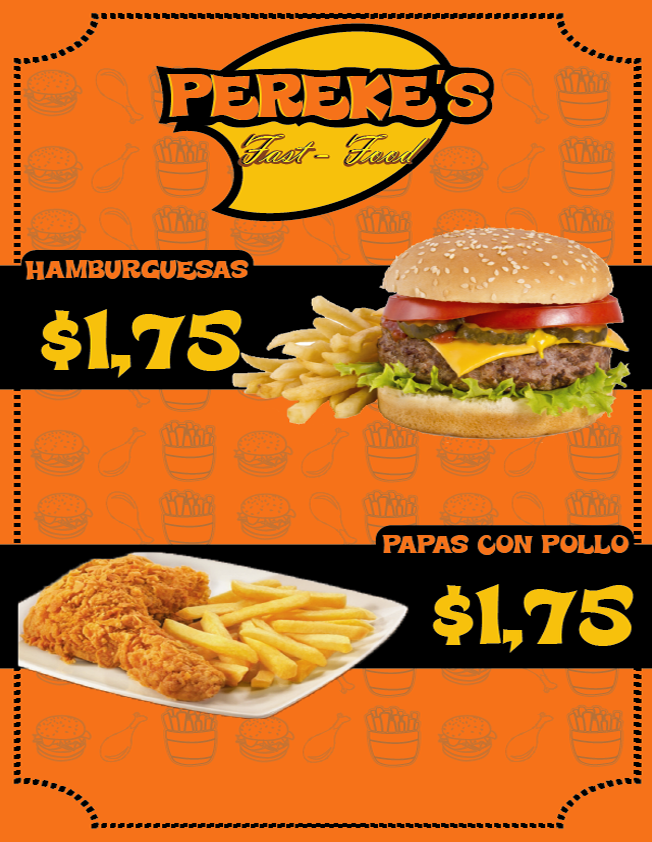 PEREKE'S
Fast - Food
HAMBURGUESAS
$1,75
PAPAS CON POLLO
$1,75